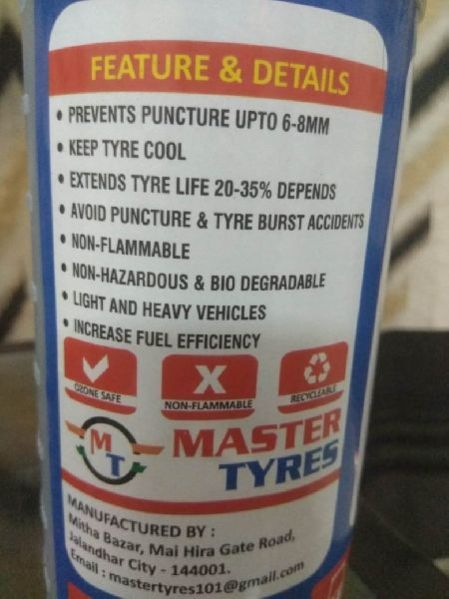 FEATURE & DETAILS
• PREVENTS PUNCTURE UPTO 6-8MM
• KEEP TYRE COOL
• EXTENDS TYRE LIFE 20-35% DEPENDS
• AVOID PUNCTURE & TYRE BURST ACCIDENTS
• NON-FLAMMABLE
• NON-HAZARDOUS & BIO DEGRADABLE
• LIGHT AND HEAVY VEHICLES
• INCREASE FUEL EFFICIENCY
OZONE SAFE
X
NON-FLAMMABLE
RECYCLEABLE
MT
MASTER
TYRES
MANUFACTURED BY :
Mitha Bazar, Mai Hira Gate Road,
Jalandhar City - 144001.
Email : mastertyres101@gmail.com